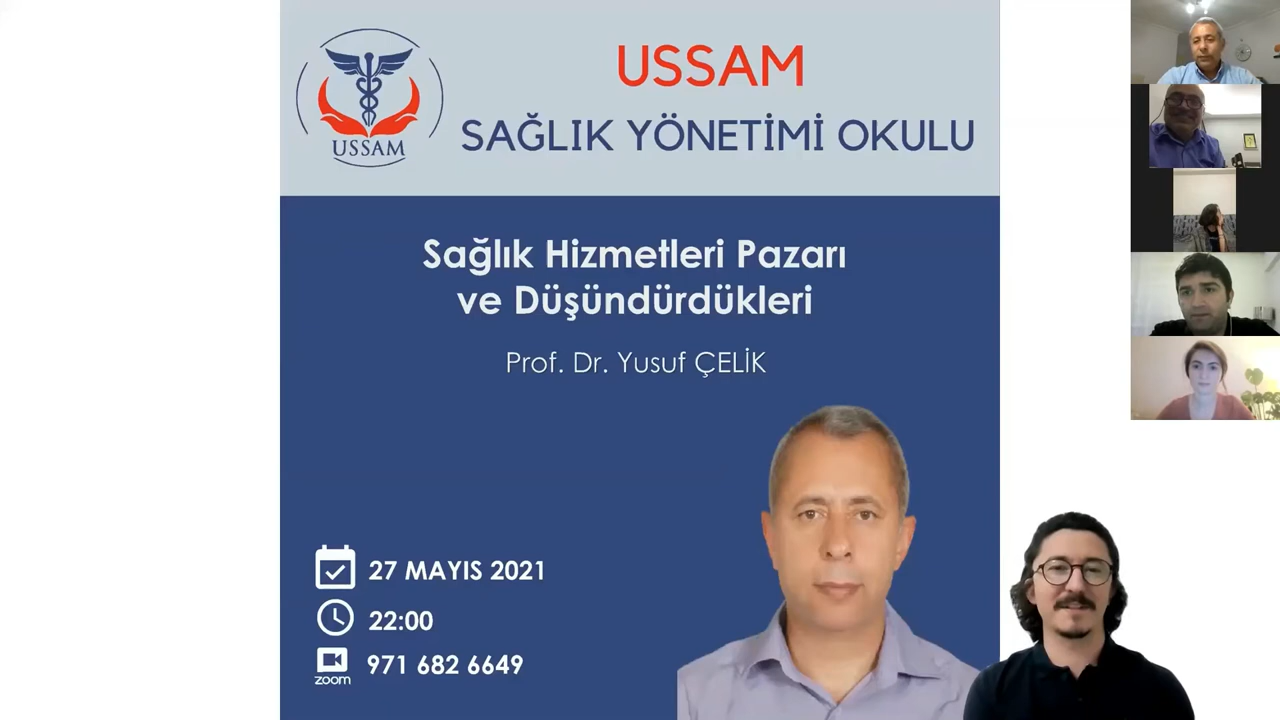 USSAM
USSAM
SAĞLIK YÖNETİMİ OKULU
Sağlık Hizmetleri Pazarı
ve Düşündürdükleri
Prof. Dr. Yusuf ÇELİK
27 MAYIS 2021
22:00
zoom
971 682 6649